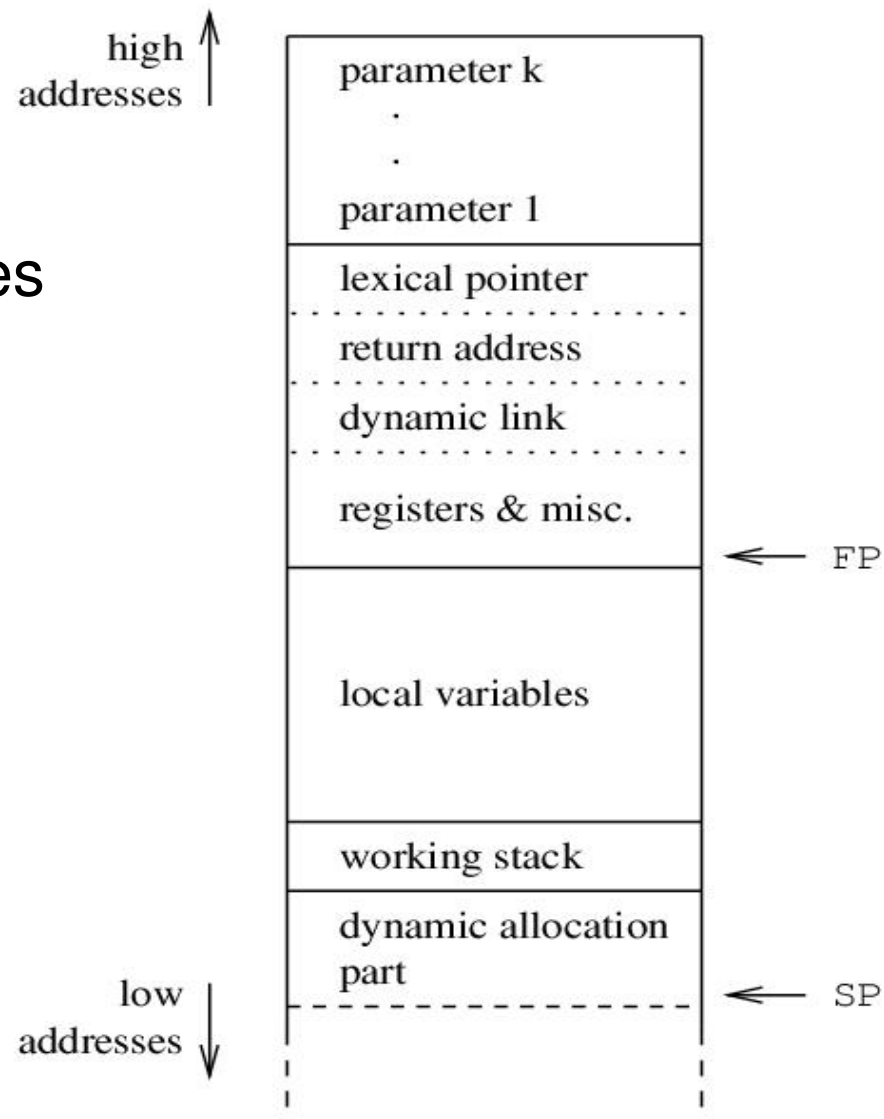 high
addresses
parameter k
.
.
parameter 1
es
lexical pointer
return address
dynamic link
registers & misc.
FP
local variables
working stack
dynamic allocation
part
SP
low
addresses